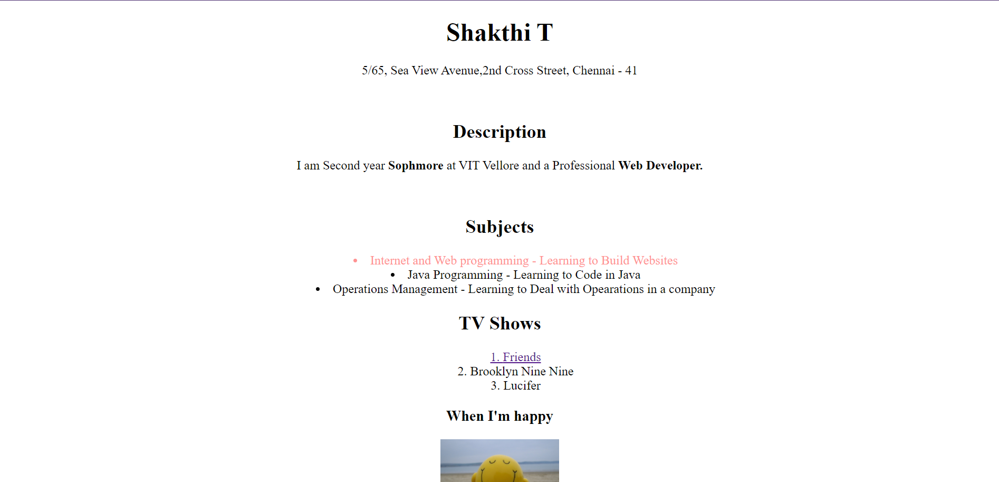 Shakthi T
5/65, Sea View Avenue,2nd Cross Street, Chennai - 41
Description
I am Second year Sophmore at VIT Vellore and a Professional Web Developer.
Subjects
• Internet and Web programming - Learning to Build Websites
• Java Programming - Learning to Code in Java
• Operations Management - Learning to Deal with Opearations in a company
TV Shows
1. Friends
2. Brooklyn Nine Nine
3. Lucifer
When I'm happy